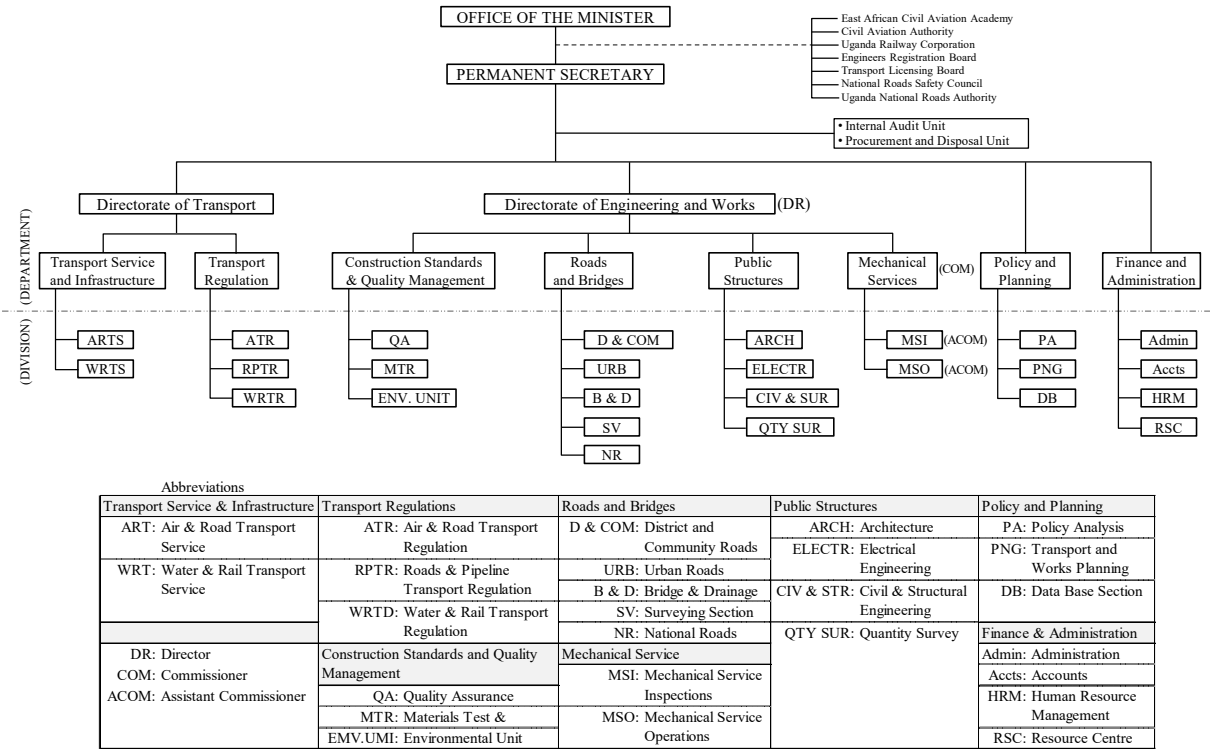 OFFICE OF THE MINISTER
East African Civil Aviation Academy
Civil Aviation Authority
Uganda Railway Corporation
Engineers Registration Board
Transport Licensing Board
National Roads Safety Council
Uganda National Roads Authority
PERMANENT SECRETARY
• Internal Audit Unit
• Procurement and Disposal Unit
(DEPARTMENT)
Directorate of Transport
Directorate of Engineering and Works (DR)
Transport Service
and Infrastructure
Transport
Regulation
Construction Standards
& Quality Management
Roads
and Bridges
Public
Structures
Mechanical
Services
(COM)
Policy and
Planning
Finance and
Administration
(DIVISION)
ARTS
WRTS
ATR
RPTR
WRTR
QA
MTR
ENV. UNIT
D & COM
URB
B & D
SV
NR
ARCH
ELECTR
CIV & SUR
QTY SUR
MSI (ACOM)
MSO (ACOM)
PA
PNG
DB
Admin
Accts
HRM
RSC
Abbreviations
Transport Service & Infrastructure
ART: Air & Road Transport
Service
WRT: Water & Rail Transport
Service
DR: Director
COM: Commissioner
ACOM: Assistant Commissioner
Transport Regulations
ATR: Air & Road Transport
Regulation
RPTR: Roads & Pipeline
Transport Regulation
WRTD: Water & Rail Transport
Regulation
Construction Standards and Quality
Management
QA: Quality Assurance
MTR: Materials Test &
EMV.UMI: Environmental Unit
Roads and Bridges
D & COM: District and
Community Roads
URB: Urban Roads
B & D: Bridge & Drainage
SV: Surveying Section
NR: National Roads
Mechanical Service
MSI: Mechanical Service
Inspections
MSO: Mechanical Service
Operations
Public Structures
ARCH: Architecture
ELECTR: Electrical
Engineering
CIV & STR: Civil & Structural
Engineering
QTY SUR: Quantity Survey
Policy and Planning
PA: Policy Analysis
PNG: Transport and
Works Planning
DB: Data Base Section
Finance & Administration
Admin: Administration
Accts: Accounts
HRM: Human Resource
Management
RSC: Resource Centre